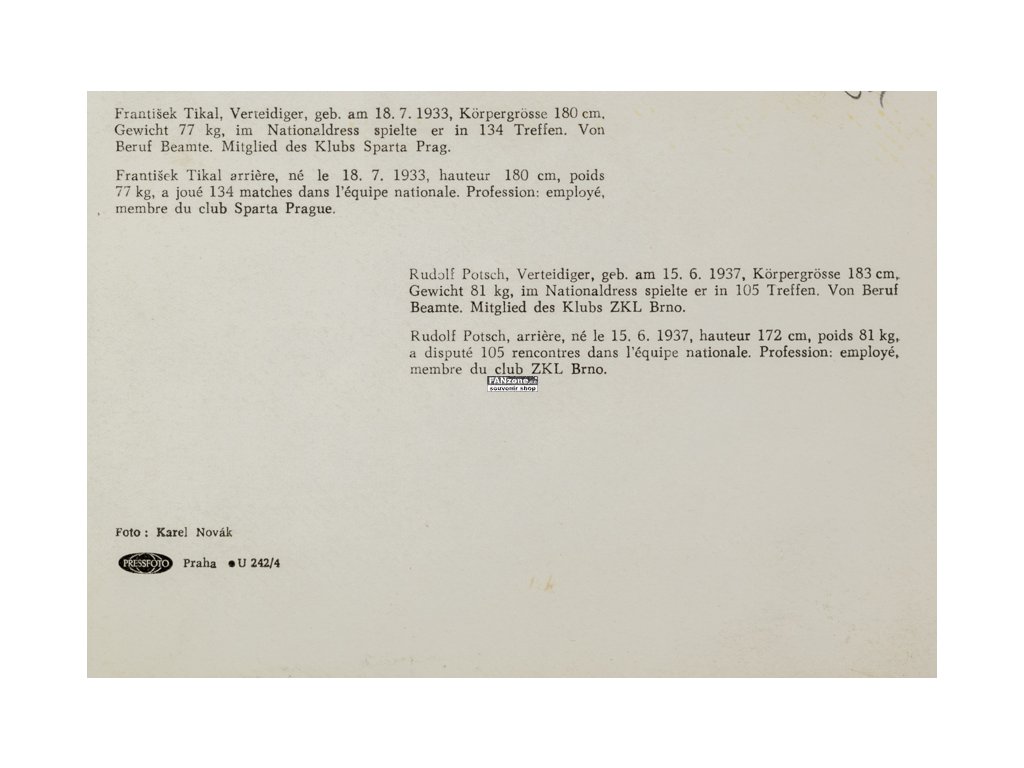 František Tikal, Verteidiger, geb. am 18. 7. 1933, Körpergrösse 180 cm,
Gewicht 77 kg, im Nationaldress spielte er in 134 Treffen. Von
Beruf Beamte. Mitglied des Klubs Sparta Prag.
František Tikal arrière, né le 18. 7. 1933, hauteur 180 cm, poids
77 kg, a joué 134 matches dans l'équipe nationale. Profession: employé,
membre du club Sparta Prague.
Rudolf Potsch, Verteidiger, geb. am 15. 6. 1937, Körpergrösse 183 cm,
Gewicht 81 kg, im Nationaldress spielte er in 105 Treffen. Von Beruf
Beamte. Mitglied des Klubs ZKL Brno.
Rudolf Potsch, arrière, né le 15. 6. 1937, hauteur 172 cm, poids 81 kg,
a disputé 105 rencontres dans l'équipe nationale. Profession: employé,
membre du club ZKL Brno.
FANzone.cz
souvenir shop
Foto: Karel Novák
PRESSFOTO Praha • U 242/4